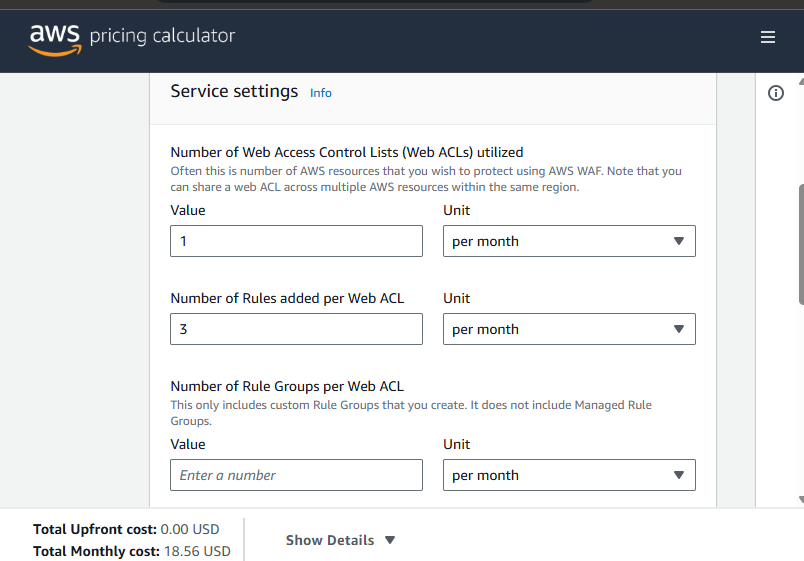 aws pricing calculator
Service settings Info
Number of Web Access Control Lists (Web ACLs) utilized
Often this is number of AWS resources that you wish to protect using AWS WAF. Note that you
can share a web ACL across multiple AWS resources within the same region.
Value Unit
1 per month
Number of Rules added per Web ACL Unit
3 per month
Number of Rule Groups per Web ACL
This only includes custom Rule Groups that you create. It does not include Managed Rule
Groups.
Value Unit
Enter a number per month
Total Upfront cost: 0.00 USD
Total Monthly cost: 18.56 USD
Show Details